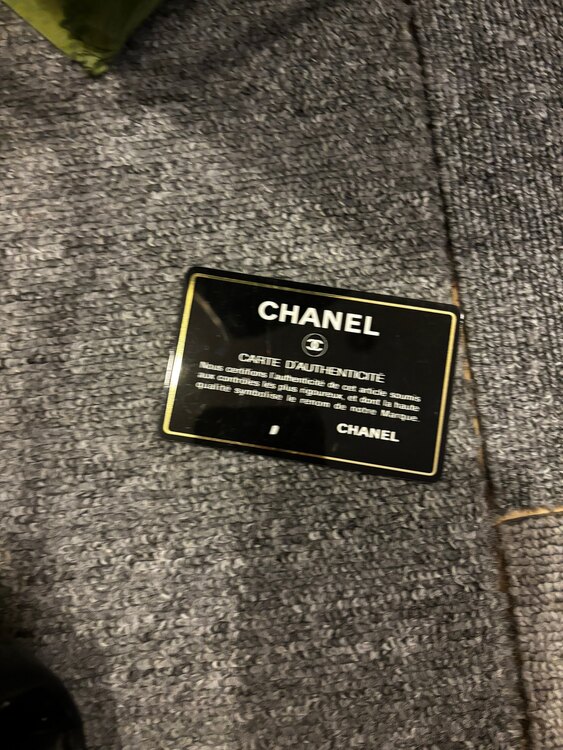 CHANEL
CARTE D'AUTHENTICITÉ
Nous certifions l'authenticité de cet article soumis
aux contrôles les plus rigoureux, et dont la haute
qualité symbolise le renom de notre Marque.
CHANEL